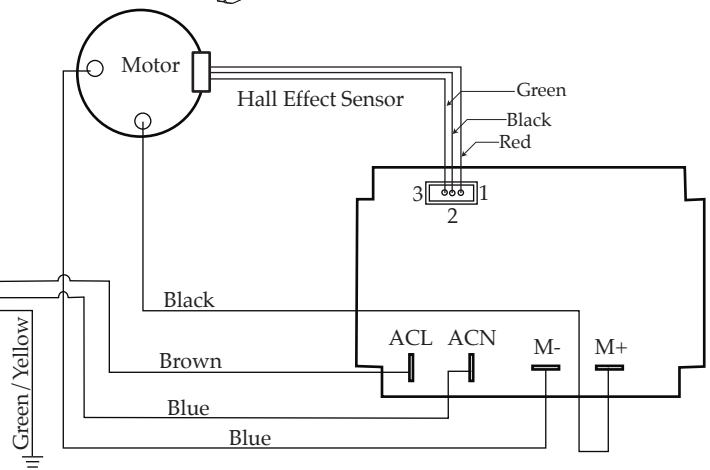 Motor
Hall Effect Sensor
Green
Black
Red
3
1
2
Black
ACL
ACN
M-
M+
Brown
Blue
Blue
Green/Yellow